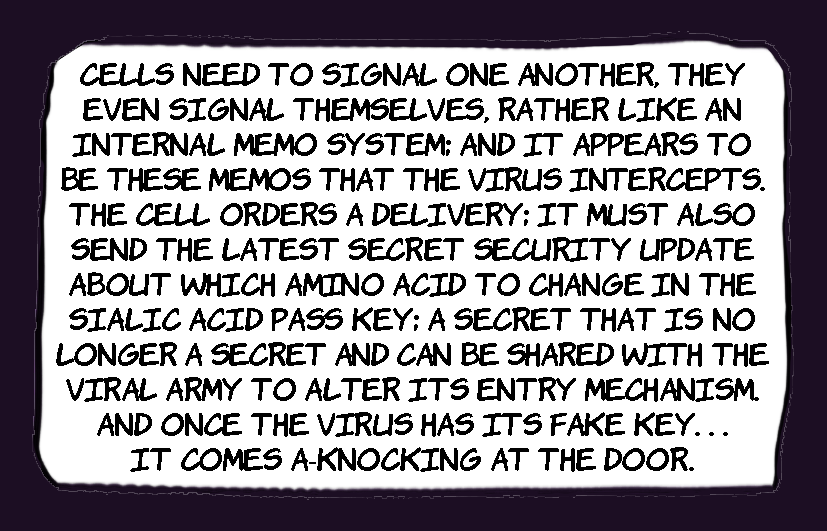 CELLS NEED TO SIGNAL ONE ANOTHER, THEY
EVEN SIGNAL THEMSELVES, RATHER LIKE AN
INTERNAL MEMO SYSTEM; AND IT APPEARS TO
BE THESE MEMOS THAT THE VIRUS INTERCEPTS.
THE CELL ORDERS A DELIVERY; IT MUST ALSO
SEND THE LATEST SECRET SECURITY UPDATE
ABOUT WHICH AMINO ACID TO CHANGE IN THE
SIALIC ACID PASS KEY; A SECRET THAT IS NO
LONGER A SECRET AND CAN BE SHARED WITH THE
VIRAL ARMY TO ALTER ITS ENTRY MECHANISM.
AND ONCE THE VIRUS HAS ITS FAKE KEY...
IT COMES A-KNOCKING AT THE DOOR.